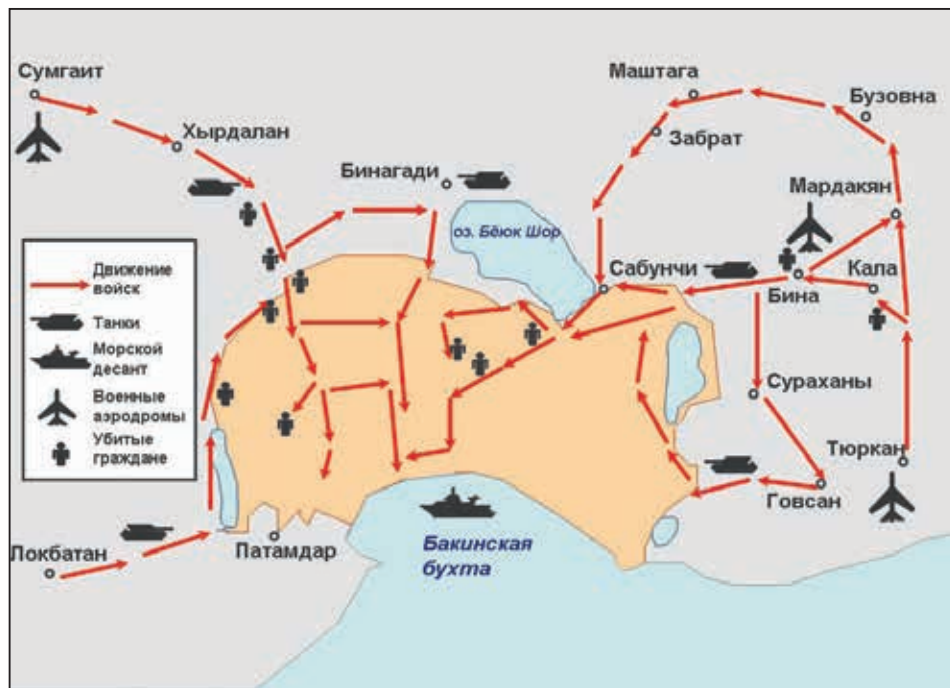 Сумгаит
Маштага
Бузовна
Хырдалан
Забрат
Бинагади
Мардакян
оз. Бёюк Шор
Сабунчи
Кала
Бина
Движение
войск
Танки
Морской
десант
Военные
аэродромы
Убитые
граждане
Сураханы
Тюркан
Говсан
Локбатан
Патамдар
Бакинская
бухта